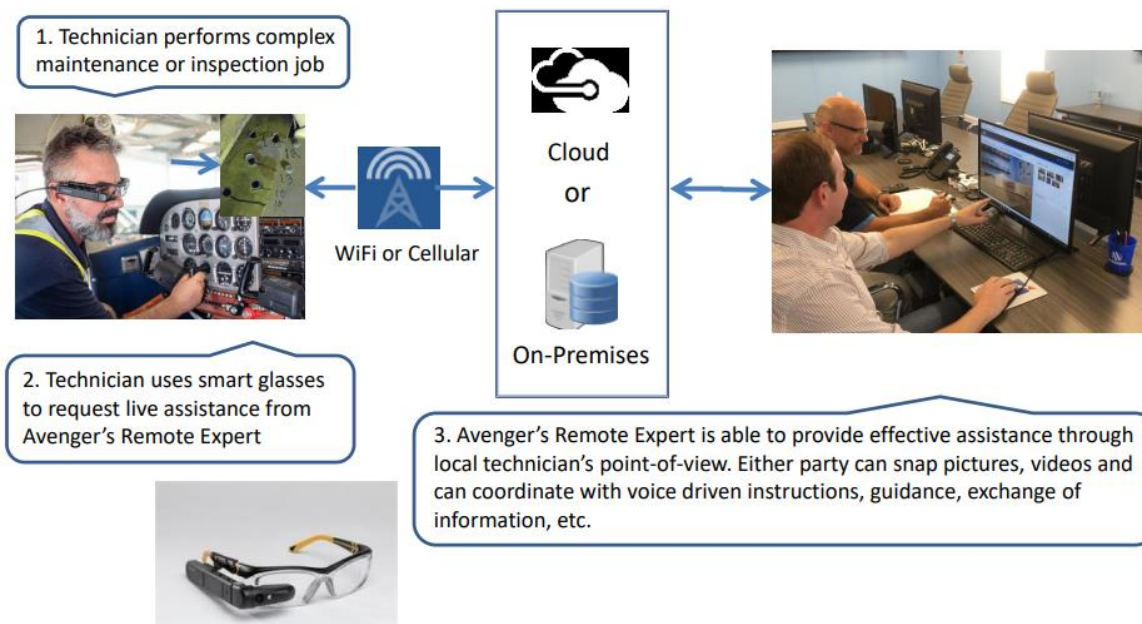 1. Technician performs complex
maintenance or inspection job
WiFi or Cellular
Cloud
or
On-Premises
2. Technician uses smart glasses
to request live assistance from
Avenger's Remote Expert
3. Avenger's Remote Expert is able to provide effective assistance through
local technician's point-of-view. Either party can snap pictures, videos and
can coordinate with voice driven instructions, guidance, exchange of
information, etc.